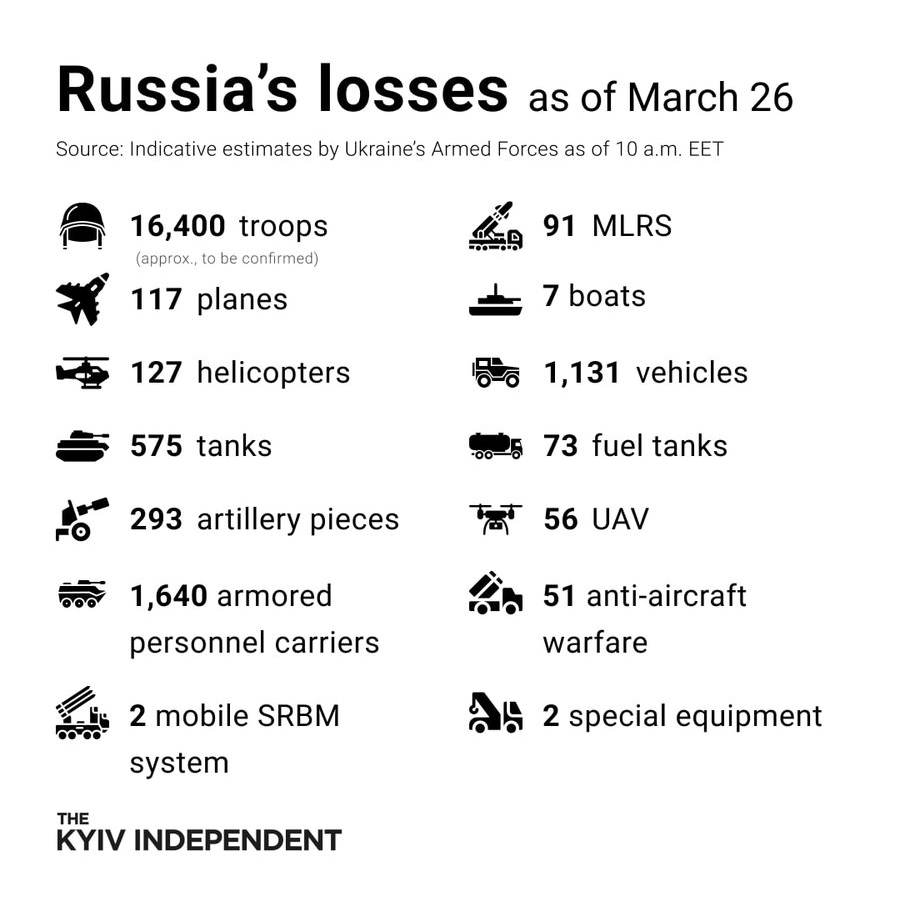 Russia’s losses as of March 26
Source: Indicative estimates by Ukraine’s Armed Forces as of 10 a.m. EET
16,400 troops
(approx., to be confirmed)
117 planes
127 helicopters
575 tanks
293 artillery pieces
1,640 armored
personnel carriers
2 mobile SRBM
system
91 MLRS
7 boats
1,131 vehicles
73 fuel tanks
56 UAV
51 anti-aircraft
warfare
2 special equipment
THE
KYIV INDEPENDENT